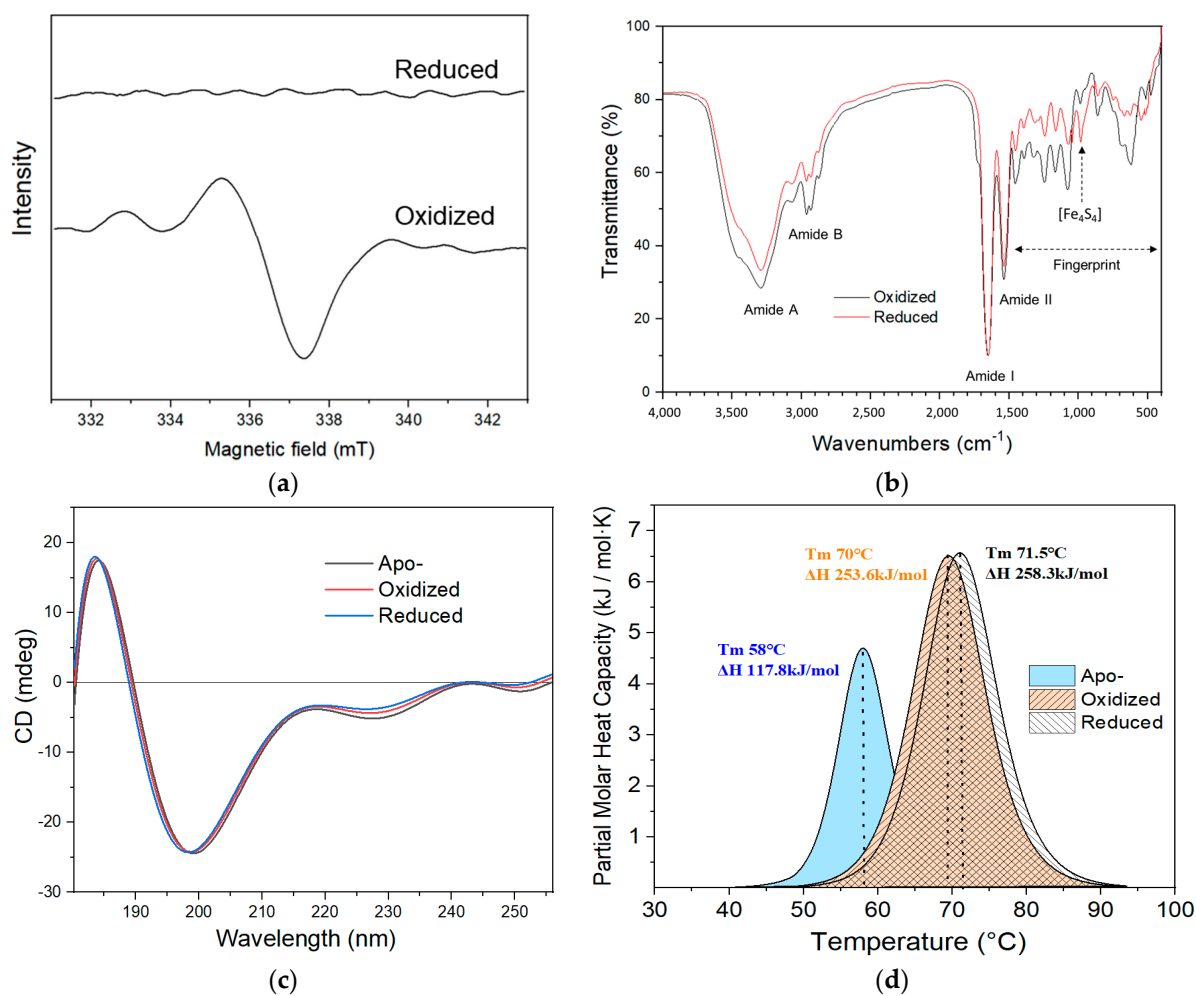 Reduced
Oxidized
Intensity
332
334
336
338
340
342
Magnetic field (mT)
(a)
100
80
60
40
20
0
Transmittance (%)
Amide B
Amide A
[Fe4S4]
Fingerprint
Amide II
Oxidized
Reduced
Amide I
4,000
3,500
3,000
2,000
1,500
1,000
500
Wavenumbers (cm-1)
(b)
20
10
0
-10
-20
-30
CD (mdeg)
Apo-
Oxidized
Reduced
190
200
210
220
230
240
250
Wavelength (nm)
(c)
7
6
5
4
3
2
1
Partial Molar Heat Capacity (kJ / mol·K)
Tm 70°C
ΔH 253.6kJ/mol
Tm 71.5°C
ΔH 258.3kJ/mol
Tm 58°C
ΔH 117.8kJ/mol
Apo-
Oxidized
Reduced
30
40
50
60
70
80
90
100
Temperature (°C)
(d)